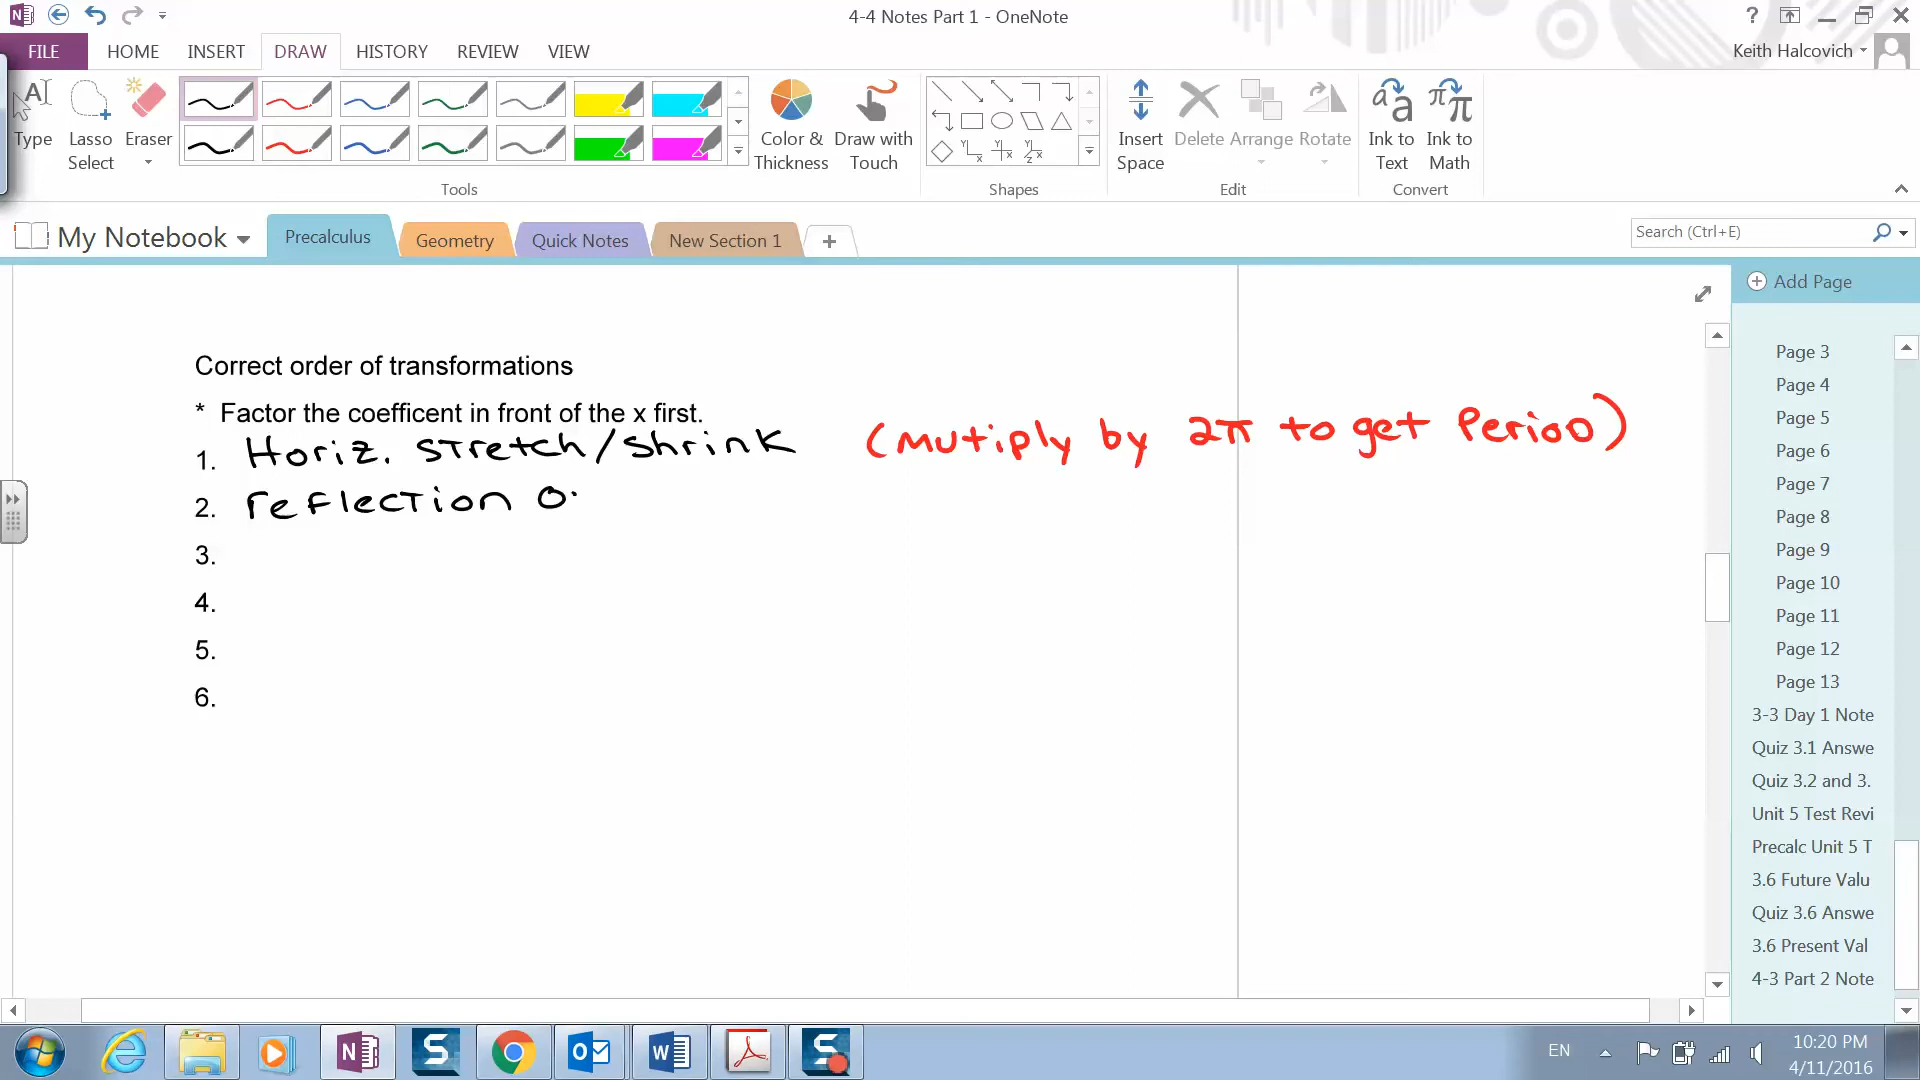 4-4 Notes Part 1 - OneNote
?
FILE HOME INSERT DRAW HISTORY REVIEW VIEW
Keith Halcovich
Type
Lasso Select
Eraser
Color & Thickness
Draw with Touch
Insert Space
Delete
Arrange
Rotate
Ink to Text
Ink to Math
Tools
Shapes
Edit
Convert
My Notebook
Precalculus
Geometry
Quick Notes
New Section 1
Search (Ctrl+E)
Add Page
Correct order of transformations
* Factor the coefficent in front of the x first.
1. Horiz. stretch/shrink (mutiply by 2π to get Period)
2. reflection o
3.
4.
5.
6.
Page 3
Page 4
Page 5
Page 6
Page 7
Page 8
Page 9
Page 10
Page 11
Page 12
Page 13
3-3 Day 1 Note
Quiz 3.1 Answe
Quiz 3.2 and 3.
Unit 5 Test Revi
Precalc Unit 5 T
3.6 Future Valu
Quiz 3.6 Answe
3.6 Present Val
4-3 Part 2 Note
EN
10:20 PM
4/11/2016